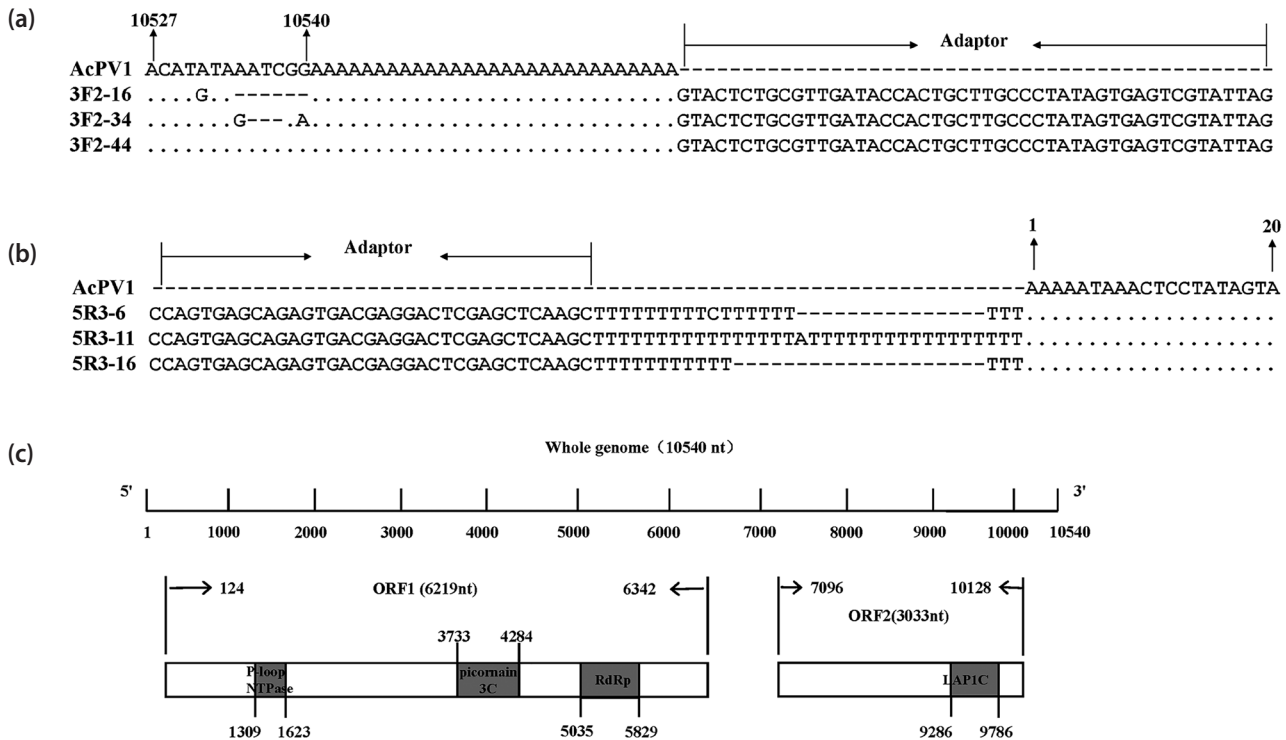 (a)
10527 10540
Adaptor
AcPV1 ACATATAAATCGGAAAAAAAAAAAAAAAAAAAAAAAAAAAAA-----------------------------------------------
3F2-16 ....G..------.............................GTACTCTGCGTTGATACCACTGCTTGCCCTATAGTGAGTCGTATTAG
3F2-34 .......G---.A.............................GTACTCTGCGTTGATACCACTGCTTGCCCTATAGTGAGTCGTATTAG
3F2-44 ..........................................GTACTCTGCGTTGATACCACTGCTTGCCCTATAGTGAGTCGTATTAG
(b)
Adaptor 1 20
AcPV1 ---------------------------------------------------------------------AAAAATAAACTCCTATAGTA
5R3-6 CCAGTGAGCAGAGTGACGAGGACTCGAGCTCAAGCTTTTTTTTTCTTTTTT---------------TTT....................
5R3-11 CCAGTGAGCAGAGTGACGAGGACTCGAGCTCAAGCTTTTTTTTTTTTTTTTATTTTTTTTTTTTTTTTT....................
5R3-16 CCAGTGAGCAGAGTGACGAGGACTCGAGCTCAAGCTTTTTTTTTTT--------------------TTT....................
(c)
Whole genome（10540 nt）
5' 3'
1 1000 2000 3000 4000 5000 6000 7000 8000 9000 10000 10540
124 ORF1 (6219nt) 6342
7096 10128
ORF2(3033nt)
3733 4284
P-loop
NTPase
picornain
3C
RdRp
LAP1C
1309 1623 5035 5829 9286 9786